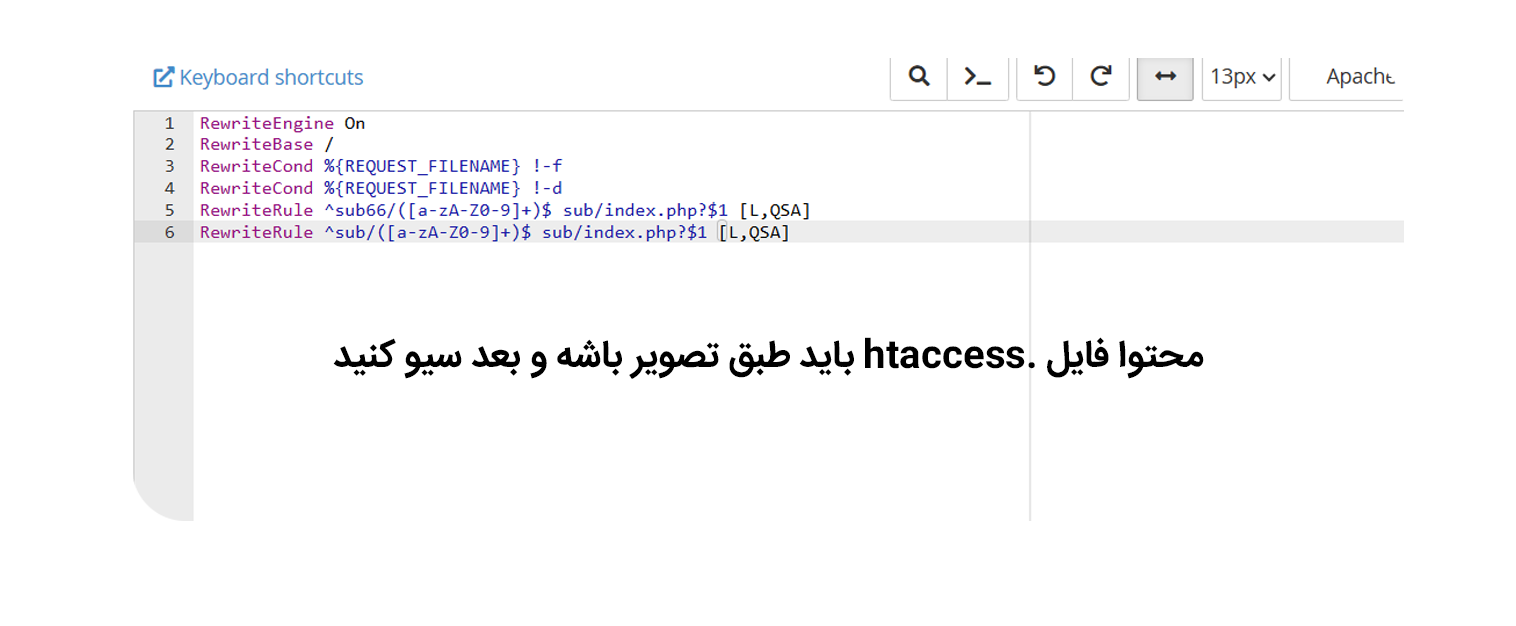 Keyboard shortcuts
13px
Apache
1 RewriteEngine On
2 RewriteBase /
3 RewriteCond %{REQUEST_FILENAME} !-f
4 RewriteCond %{REQUEST_FILENAME} !-d
5 RewriteRule ^sub66/([a-zA-Z0-9]+)$ sub/index.php?$1 [L,QSA]
6 RewriteRule ^sub/([a-zA-Z0-9]+)$ sub/index.php?$1 [L,QSA]
محتوا فایل .htaccess باید طبق تصویر باشه و بعد سیو کنید